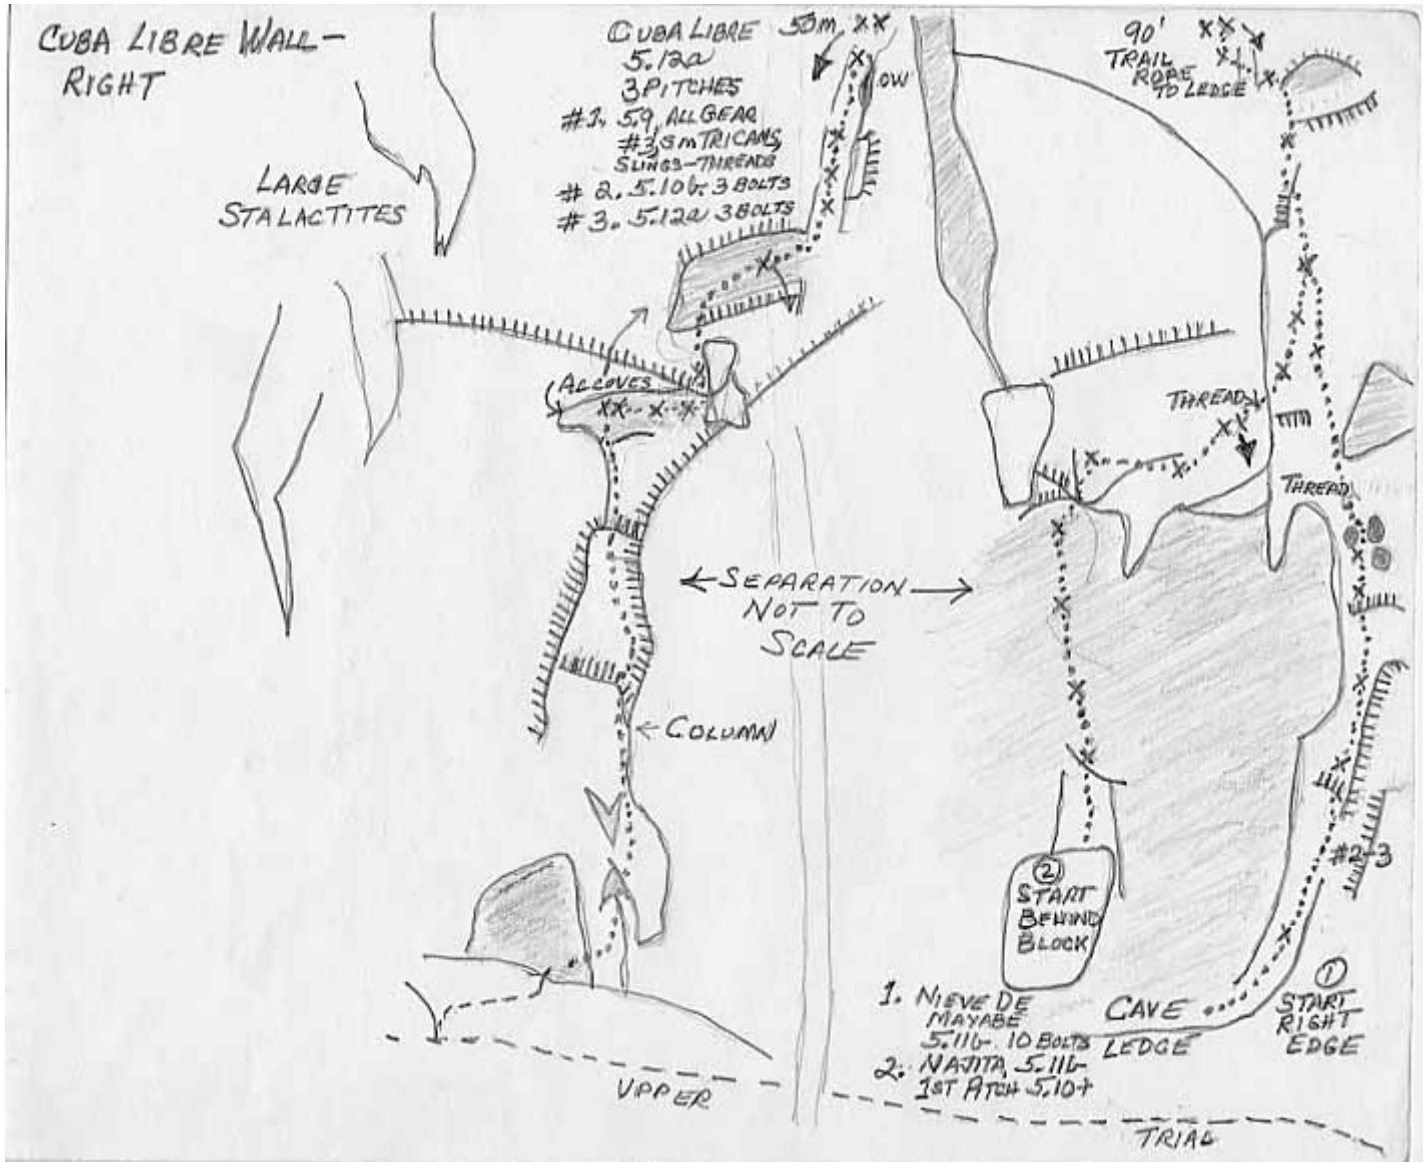 CUBA LIBRE WALL-
RIGHT
LARGE
STALACTITES
CUBA LIBRE
5.12a
3 PITCHES
#1. 5.9, ALL GEAR
#3, SM TRICAMS,
SLINGS-THREADS
# 2. 5.10b 3 BOLTS
# 3. 5.12a 3 BOLTS
50m
OW
90'
TRAIL
ROPE
TO LEDGE
ALCOVES
THREAD
THREAD
← SEPARATION →
NOT TO
SCALE
← COLUMN
#2-3
②
START
BEHIND
BLOCK
①
START
RIGHT
EDGE
1. NIEVE DE
MAYABE
5.11b 10 BOLTS
2. NAJITA, 5.11b
1ST PITCH 5.10+
CAVE
LEDGE
UPPER
TRIAL